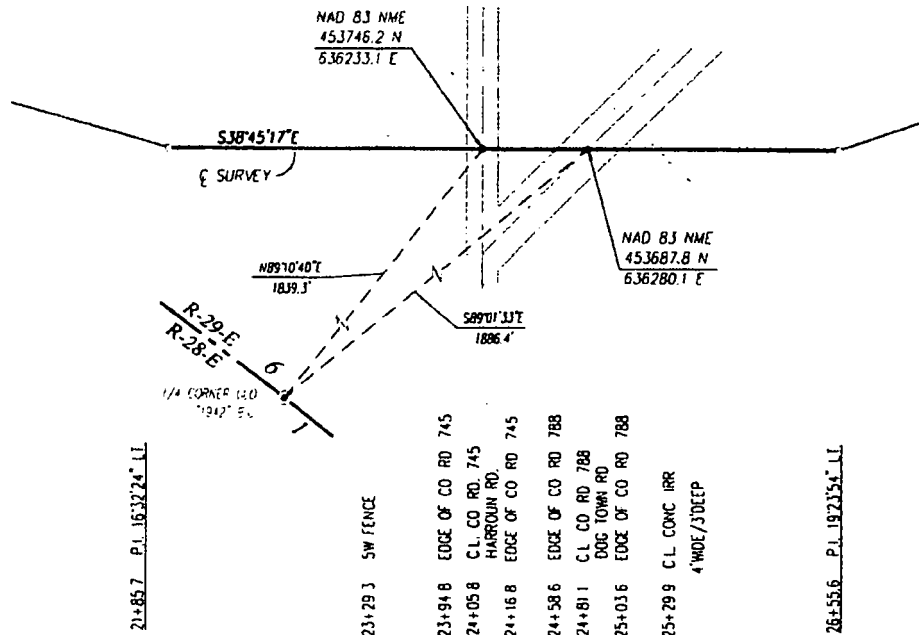 NAD 83 NME
453746.2 N
636233.1 E
S38°45'17"E
℄ SURVEY
NAD 83 NME
453687.8 N
636280.1 E
N89°10'40"E
1839.3'
S89°01'33"E
1886.4'
R-29-E
R-28-E
6
1/4 CORNER
"1942"
1
21+85.7 P.I. 16°32'24" LT
23+29.3 SW FENCE
23+94.8 EDGE OF CO RD 745
24+05.8 C.L. CO RD. 745
HARROUN RD.
24+16.8 EDGE OF CO RD 745
24+58.6 EDGE OF CO RD 788
24+81.1 C.L. CO RD 788
DOG TOWN RD
25+03.6 EDGE OF CO RD 788
25+29.9 C.L. CONC IRR
4'WIDE/3'DEEP
26+55.6 P.I. 19°23'54" LT